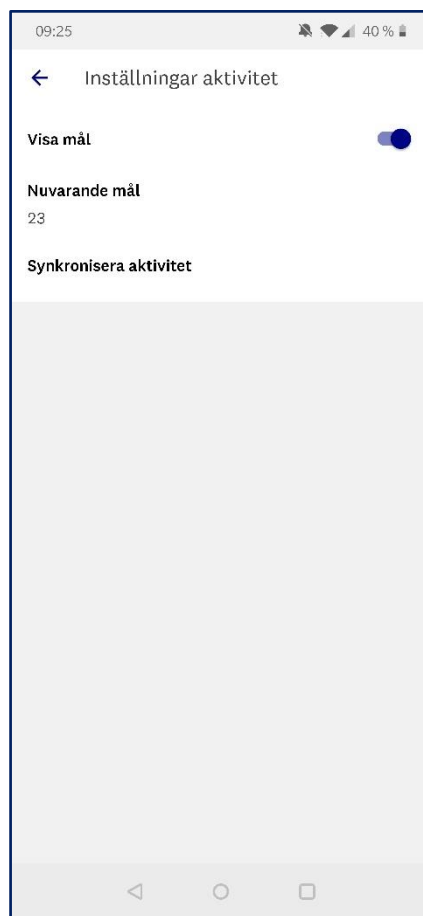 09:25 40 %
Inställningar aktivitet
Visa mål
Nuvarande mål
23
Synkronisera aktivitet